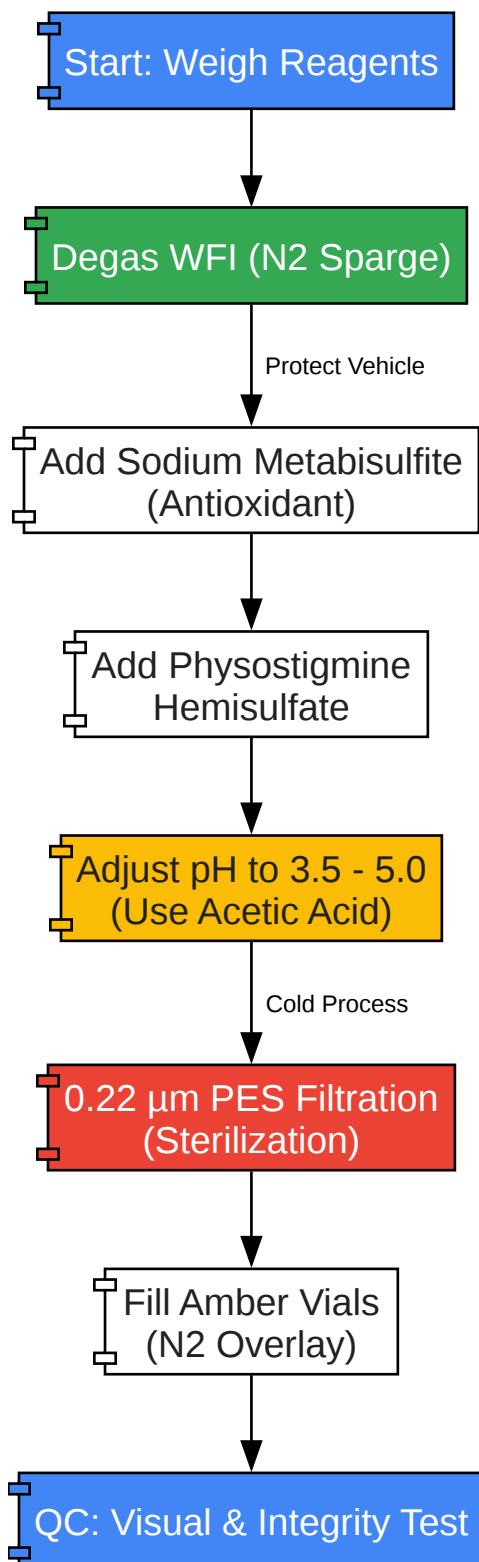 Start: Weigh Reagents
Degas WFI (N2 Sparge)
Protect Vehicle
Add Sodium Metabisulfite
(Antioxidant)
Add Physostigmine
Hemisulfate
Adjust pH to 3.5 - 5.0
(Use Acetic Acid)
Cold Process
0.22 µm PES Filtration
(Sterilization)
Fill Amber Vials
(N2 Overlay)
QC: Visual & Integrity Test